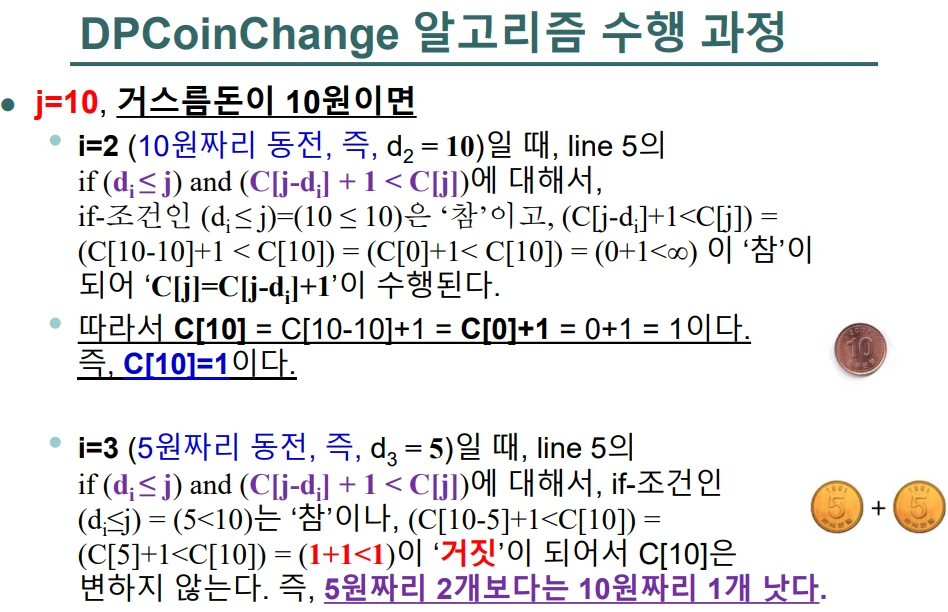 DPCoinChange 알고리즘 수행 과정
● j=10, 거스름돈이 10원이면
● i=2 (10원짜리 동전, 즉, d₂ = 10)일 때, line 5의
if (dᵢ ≤ j) and (C[j-dᵢ] + 1 < C[j])에 대해서,
if-조건인 (dᵢ ≤ j)=(10 ≤ 10)은 ‘참’이고, (C[j-dᵢ]+1<C[j]) =
(C[10-10]+1 < C[10]) = (C[0]+1< C[10]) = (0+1<∞) 이 ‘참’이
되어 ‘C[j]=C[j-dᵢ]+1’이 수행된다.
● 따라서 C[10] = C[10-10]+1 = C[0]+1 = 0+1 = 1이다.
즉, C[10]=1이다.
10
● i=3 (5원짜리 동전, 즉, d₃ = 5)일 때, line 5의
if (dᵢ ≤ j) and (C[j-dᵢ] + 1 < C[j])에 대해서, if-조건인
(dᵢ≤j) = (5<10)는 ‘참’이나, (C[10-5]+1<C[10]) =
(C[5]+1<C[10]) = (1+1<1)이 ‘거짓’이 되어서 C[10]은
변하지 않는다. 즉, 5원짜리 2개보다는 10원짜리 1개 낫다.
5 + 5